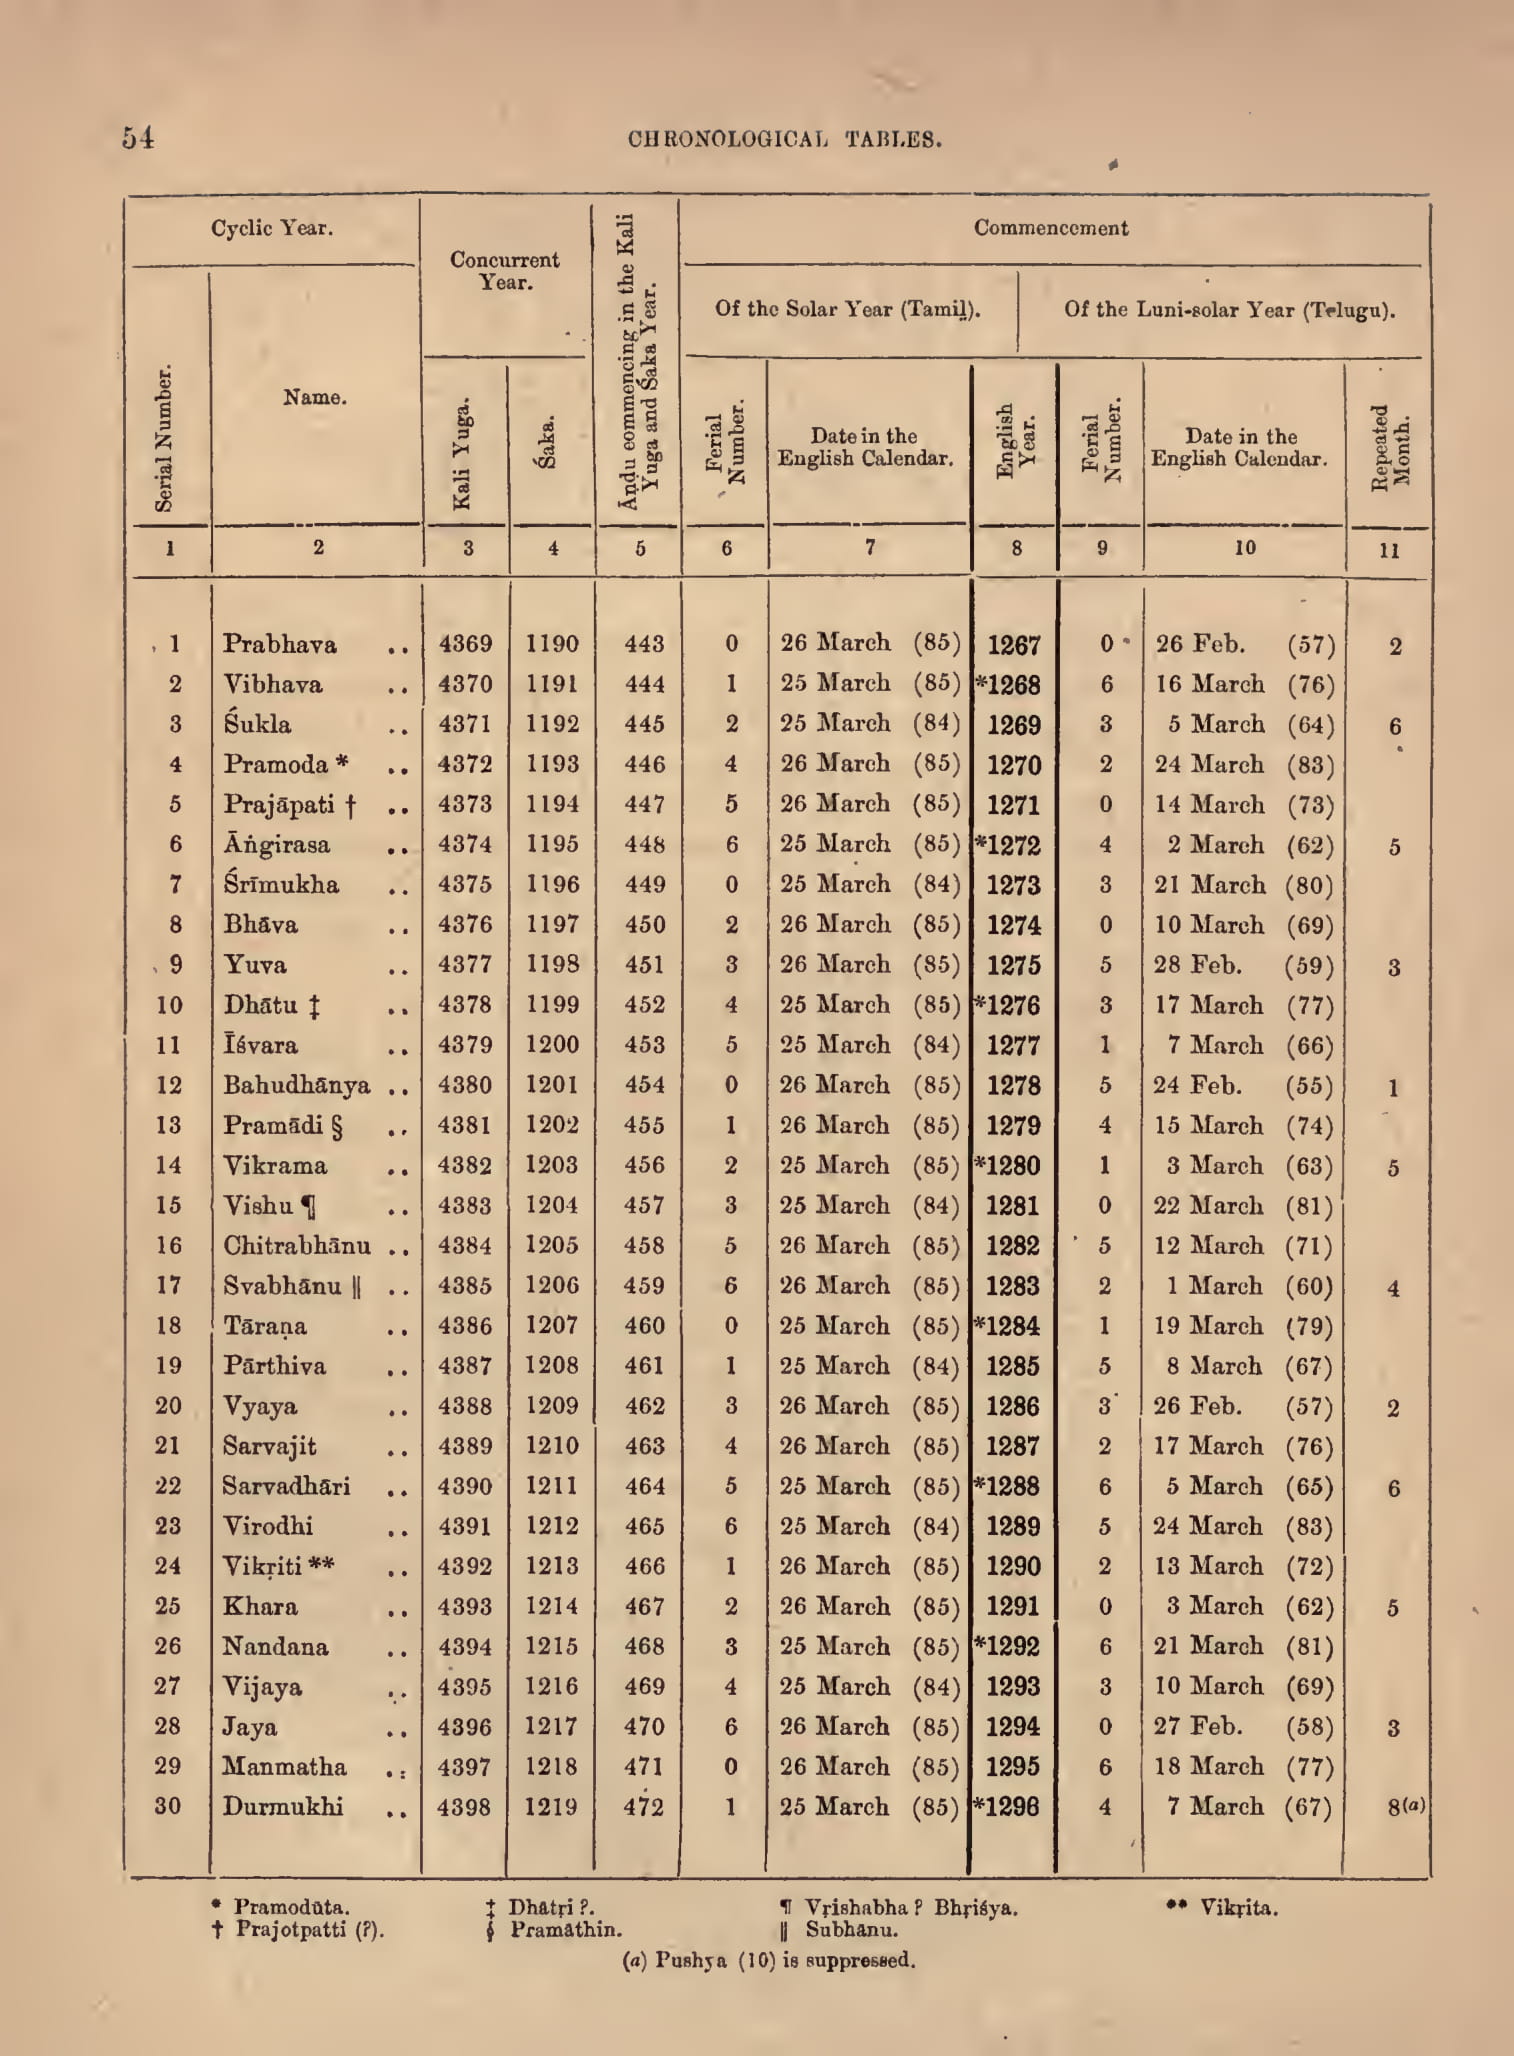 54 CHRONOLOGICAL TABLES.
Cyclic Year. Concurrent Year. Āṇḍu commencing in the Kali Yuga and Śaka Year. Commencement
Of the Solar Year (Tamiḻ). Of the Luni-solar Year (Telugu).
Serial Number. Name. Kali Yuga. Śaka. Ferial Number. Date in the English Calendar. English Year. Ferial Number. Date in the English Calendar. Repeated Month.
1 2 3 4 5 6 7 8 9 10 11
1 Prabhava .. 4369 1190 443 0 26 March (85) 1267 0 26 Feb. (57) 2
2 Vibhava .. 4370 1191 444 1 25 March (85) *1268 6 16 March (76)
3 Śukla .. 4371 1192 445 2 25 March (84) 1269 3 5 March (64) 6
4 Pramoda * .. 4372 1193 446 4 26 March (85) 1270 2 24 March (83)
5 Prajāpati † .. 4373 1194 447 5 26 March (85) 1271 0 14 March (73)
6 Āṅgirasa .. 4374 1195 448 6 25 March (85) *1272 4 2 March (62) 5
7 Śrīmukha .. 4375 1196 449 0 25 March (84) 1273 3 21 March (80)
8 Bhāva .. 4376 1197 450 2 26 March (85) 1274 0 10 March (69)
9 Yuva .. 4377 1198 451 3 26 March (85) 1275 5 28 Feb. (59) 3
10 Dhātu ‡ .. 4378 1199 452 4 25 March (85) *1276 3 17 March (77)
11 Īśvara .. 4379 1200 453 5 25 March (84) 1277 1 7 March (66)
12 Bahudhānya .. 4380 1201 454 0 26 March (85) 1278 5 24 Feb. (55) 1
13 Pramādi § .. 4381 1202 455 1 26 March (85) 1279 4 15 March (74)
14 Vikrama .. 4382 1203 456 2 25 March (85) *1280 1 3 March (63) 5
15 Vishu ¶ .. 4383 1204 457 3 25 March (84) 1281 0 22 March (81)
16 Chitrabhānu .. 4384 1205 458 5 26 March (85) 1282 5 12 March (71)
17 Svabhānu ‖ .. 4385 1206 459 6 26 March (85) 1283 2 1 March (60) 4
18 Tāraṇa .. 4386 1207 460 0 25 March (85) *1284 1 19 March (79)
19 Pārthiva .. 4387 1208 461 1 25 March (84) 1285 5 8 March (67)
20 Vyaya .. 4388 1209 462 3 26 March (85) 1286 3 26 Feb. (57) 2
21 Sarvajit .. 4389 1210 463 4 26 March (85) 1287 2 17 March (76)
22 Sarvadhāri .. 4390 1211 464 5 25 March (85) *1288 6 5 March (65) 6
23 Virodhi .. 4391 1212 465 6 25 March (84) 1289 5 24 March (83)
24 Vikṛiti ** .. 4392 1213 466 1 26 March (85) 1290 2 13 March (72)
25 Khara .. 4393 1214 467 2 26 March (85) 1291 0 3 March (62) 5
26 Nandana .. 4394 1215 468 3 25 March (85) *1292 6 21 March (81)
27 Vijaya .. 4395 1216 469 4 25 March (84) 1293 3 10 March (69)
28 Jaya .. 4396 1217 470 6 26 March (85) 1294 0 27 Feb. (58) 3
29 Manmatha .. 4397 1218 471 0 26 March (85) 1295 6 18 March (77)
30 Durmukhi .. 4398 1219 472 1 25 March (85) *1296 4 7 March (67) 8(a)
* Pramodūta. ‡ Dhātṛi ?. ¶ Vṛishabha ? Bhṛiśya. ** Vikṛita.
† Prajotpatti (?). § Pramāthin. ‖ Subhānu.
(a) Pushya (10) is suppressed.